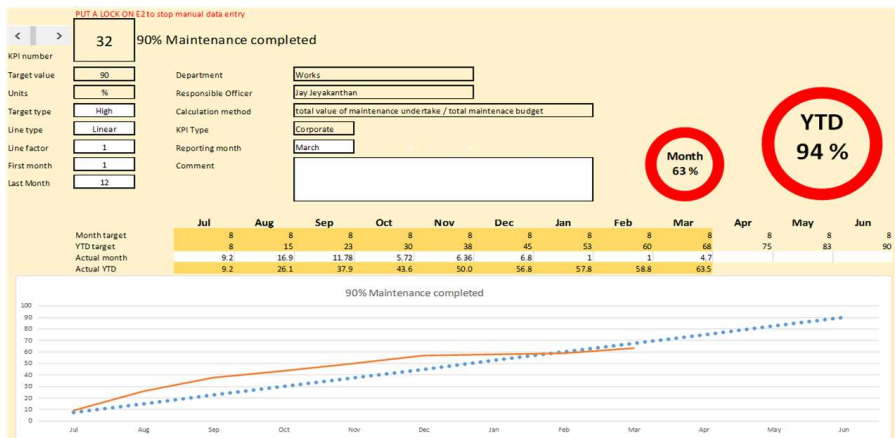 PUT A LOCK ON E2 to stop manual data entry
32 90% Maintenance completed
KPI number
Target value 90 Department Works
Units % Responsible Officer Jay Jeyakanthan
Target type High Calculation method total value of maintenance undertake / total maintenace budget
Line type Linear KPI Type Corporate
Line factor 1 Reporting month March
First month 1 Comment
Last Month 12
Month
63 %
YTD
94 %
Jul Aug Sep Oct Nov Dec Jan Feb Mar Apr May Jun
Month target 8 8 8 8 8 8 8 8 8 8 8 8
YTD target 8 15 23 30 38 45 53 60 68 75 83 90
Actual month 9.2 16.9 11.78 5.72 6.36 6.8 1 1 4.7
Actual YTD 9.2 26.1 37.9 43.6 50.0 56.8 57.8 58.8 63.5
90% Maintenance completed
100
90
80
70
60
50
40
30
20
10
0
Jul Aug Sep Oct Nov Dec Jan Feb Mar Apr May Jun